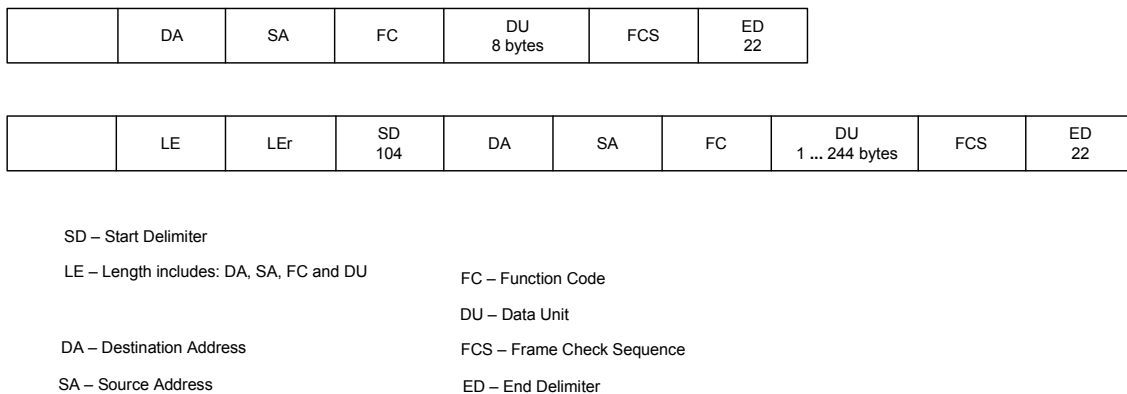 DA SA FC DU FCS ED
8 bytes 22
LE LEr SD DA SA FC DU FCS ED
104 1 ... 244 bytes 22
SD – Start Delimiter
LE – Length includes: DA, SA, FC and DU
FC – Function Code
DU – Data Unit
DA – Destination Address
FCS – Frame Check Sequence
SA – Source Address
ED – End Delimiter